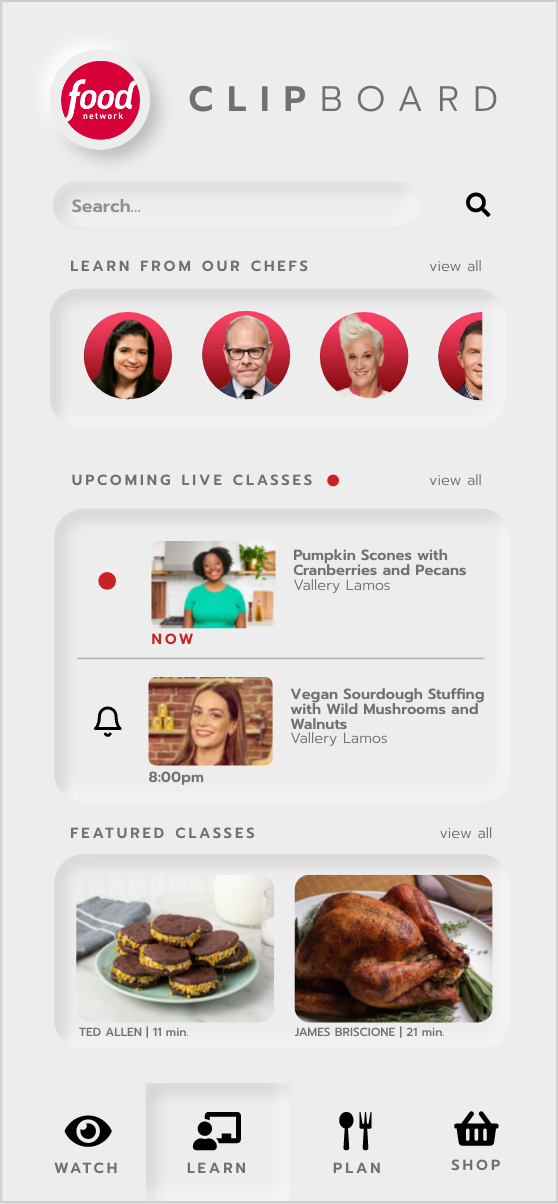 food
network
CLIPBOARD
Search...
LEARN FROM OUR CHEFS
view all
UPCOMING LIVE CLASSES
view all
Pumpkin Scones with
Cranberries and Pecans
Vallery Lamos
NOW
Vegan Sourdough Stuffing
with Wild Mushrooms and
Walnuts
Vallery Lamos
8:00pm
FEATURED CLASSES
view all
TED ALLEN | 11 min.
JAMES BRISCIONE | 21 min.
WATCH
LEARN
PLAN
SHOP